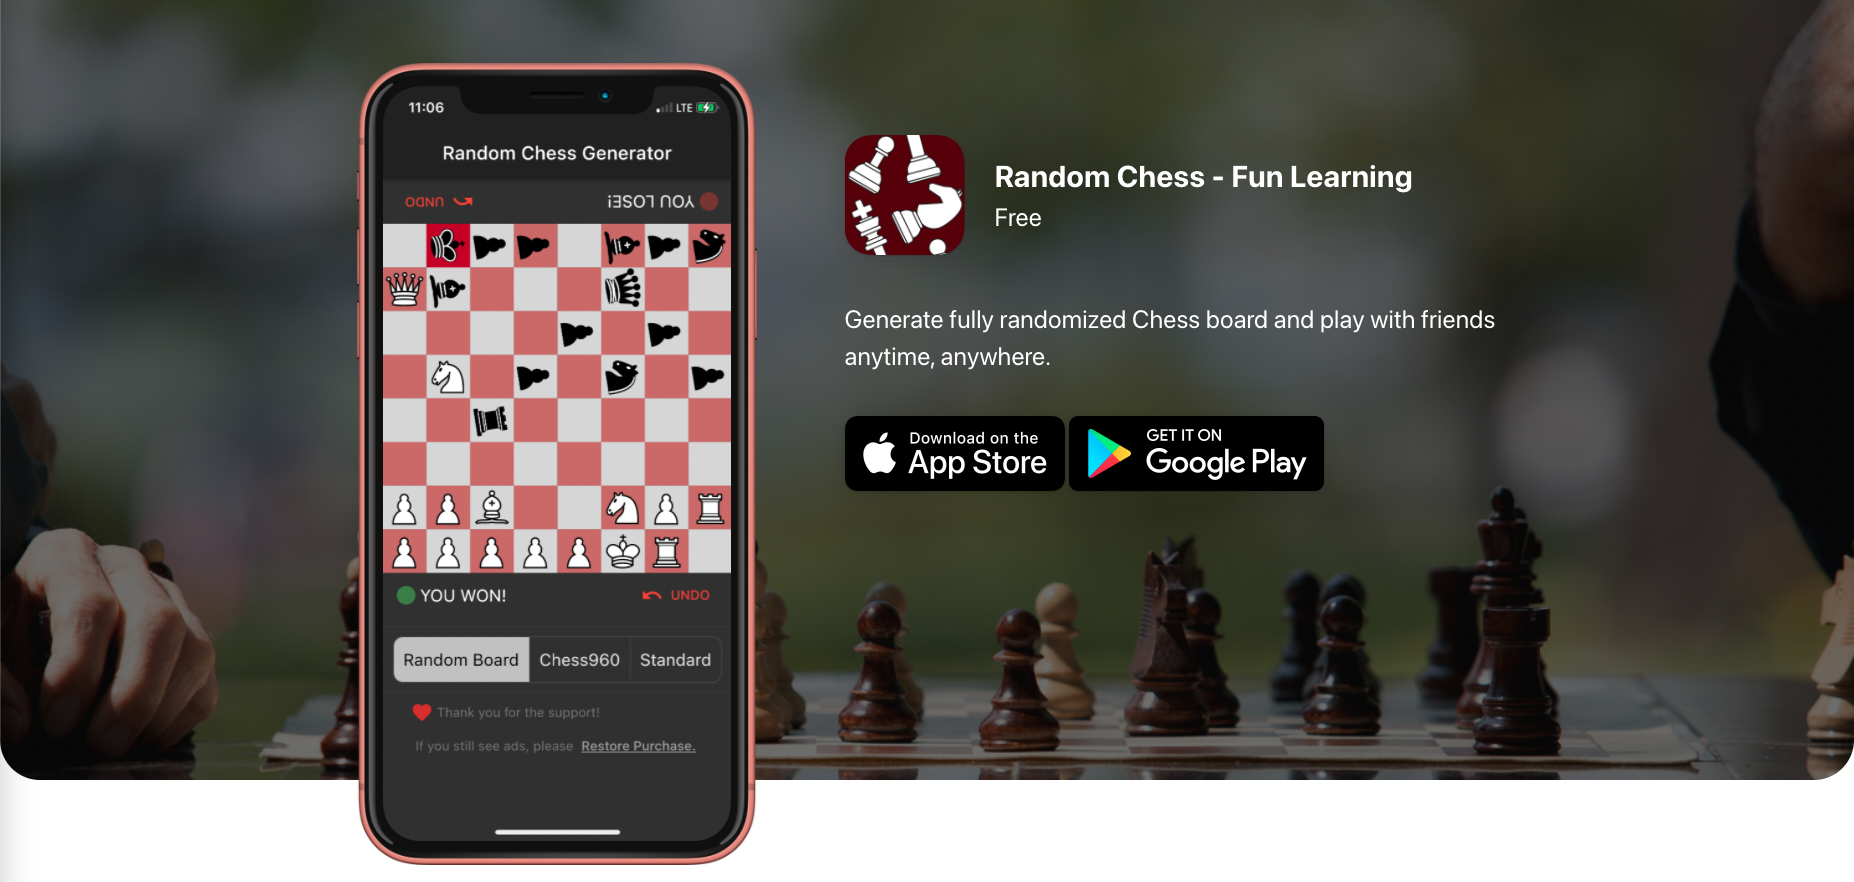 11:06
LTE
Random Chess Generator
UNDO
YOU LOSE!
YOU WON!
UNDO
Random Board
Chess960
Standard
Thank you for the support!
If you still see ads, please Restore Purchase.
Random Chess - Fun Learning
Free
Generate fully randomized Chess board and play with friends
anytime, anywhere.
Download on the
App Store
GET IT ON
Google Play